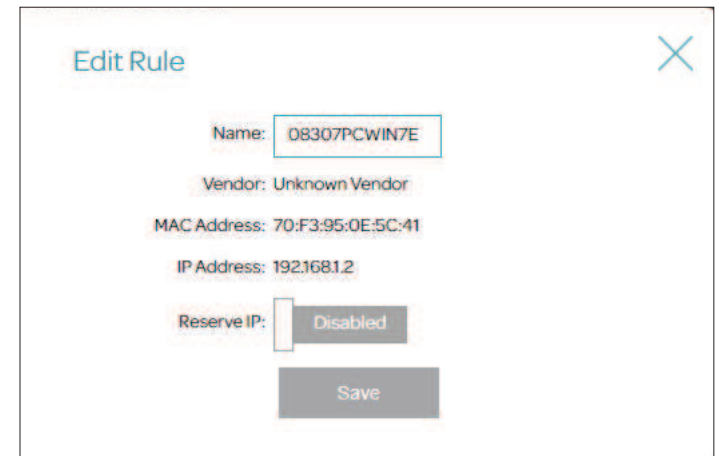 Edit Rule
Name: 08307PCWIN7E
Vendor: Unknown Vendor
MAC Address: 70:F3:95:0E:5C:41
IP Address: 192.168.1.2
Reserve IP: Disabled
Save